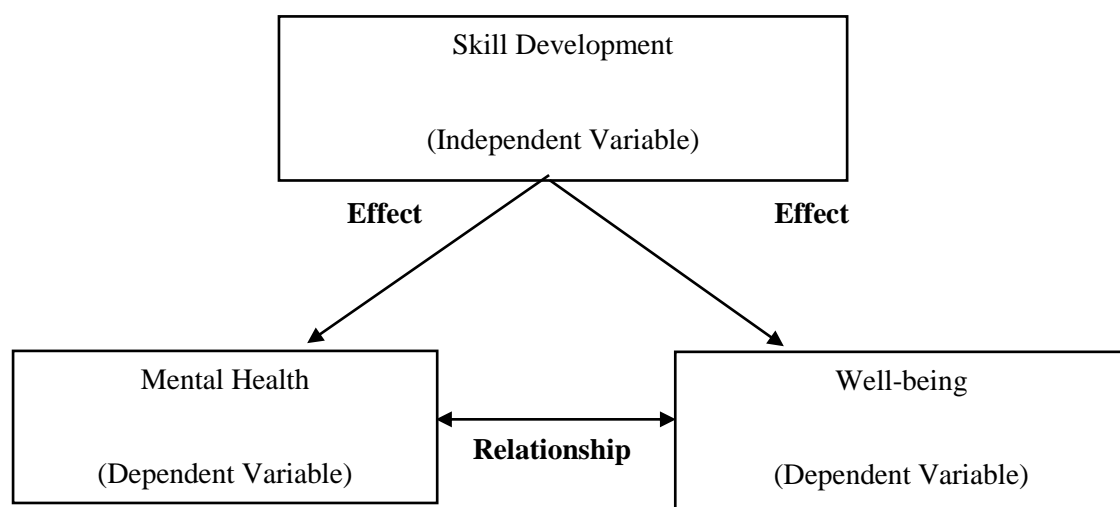 Skill Development
(Independent Variable)
Effect
Effect
Mental Health
(Dependent Variable)
Relationship
Well-being
(Dependent Variable)